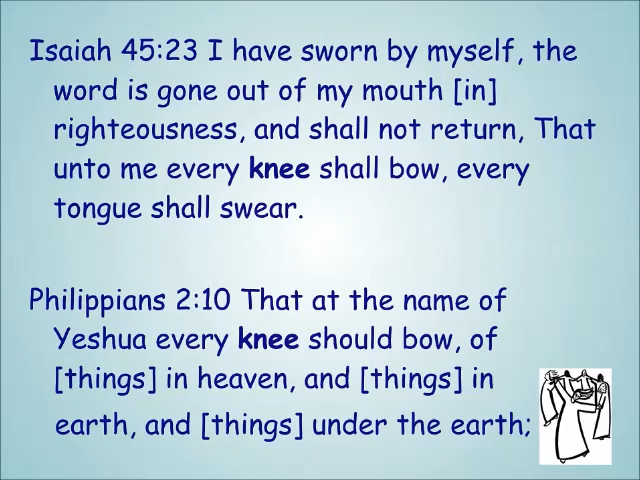 Isaiah 45:23 I have sworn by myself, the
word is gone out of my mouth [in]
righteousness, and shall not return, That
unto me every knee shall bow, every
tongue shall swear.
Philippians 2:10 That at the name of
Yeshua every knee should bow, of
[things] in heaven, and [things] in
earth, and [things] under the earth;